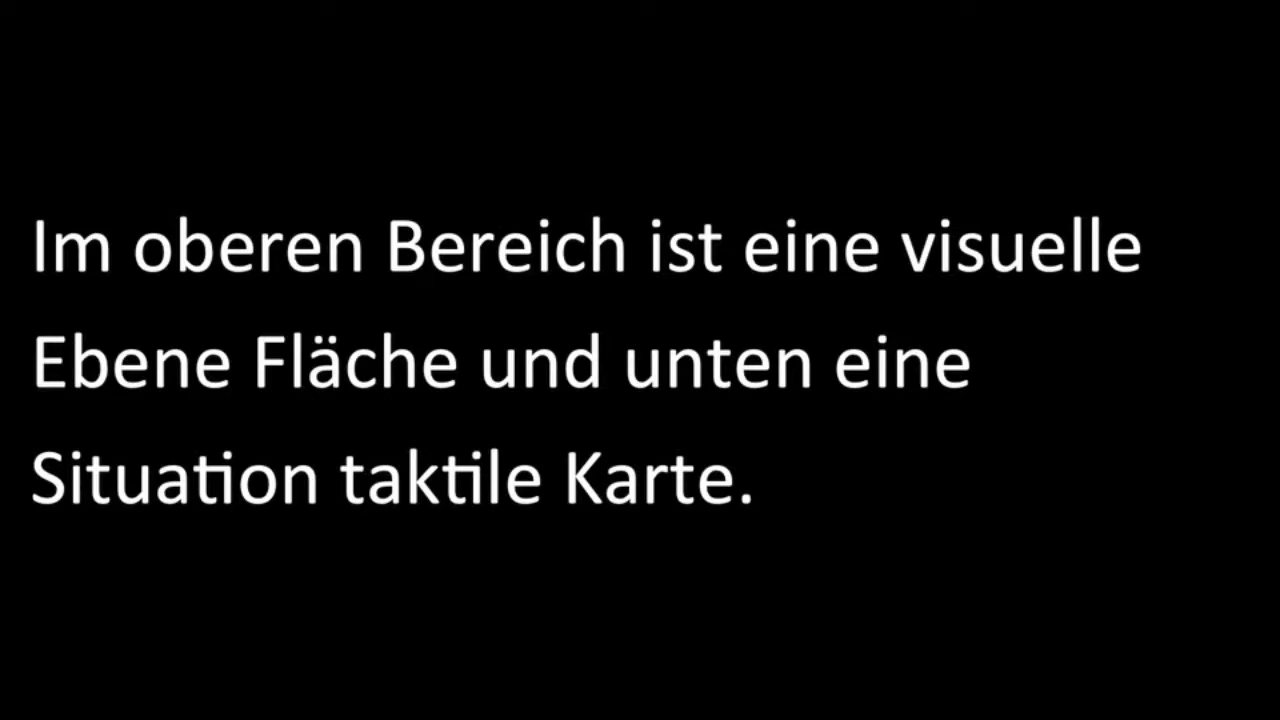 Im oberen Bereich ist eine visuelle
Ebene Fläche und unten eine
Situation taktile Karte.